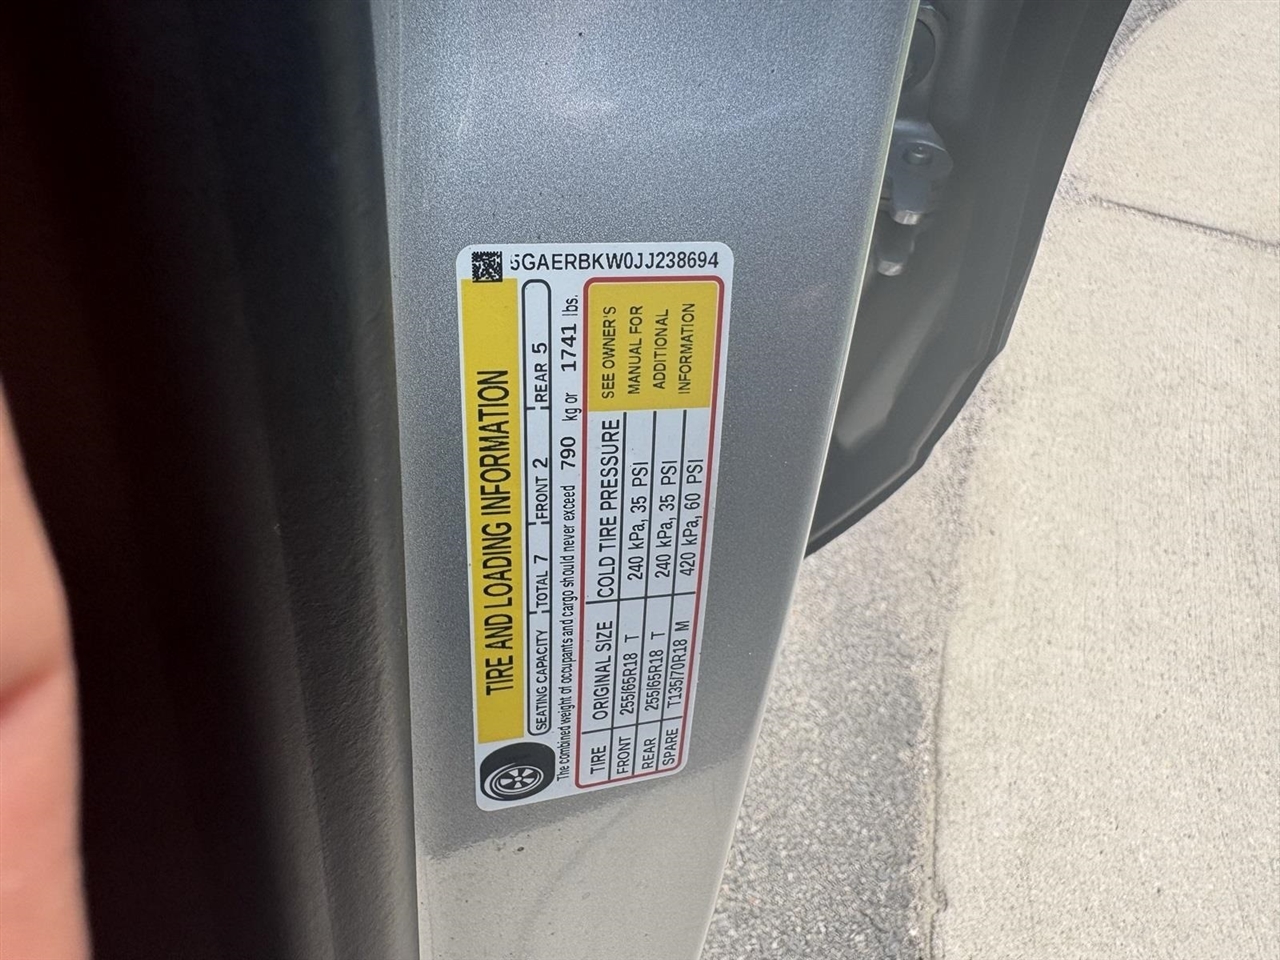 5GAERBKW0JJ238694
TIRE AND LOADING INFORMATION
SEATING CAPACITY TOTAL 7 FRONT 2 REAR 5
The combined weight of occupants and cargo should never exceed 790 kg or 1741 lbs.
TIRE ORIGINAL SIZE COLD TIRE PRESSURE
FRONT 255/65R18 T 240 kPa, 35 PSI
REAR 255/65R18 T 240 kPa, 35 PSI
SPARE T135/70R18 M 420 kPa, 60 PSI
SEE OWNER'S
MANUAL FOR
ADDITIONAL
INFORMATION